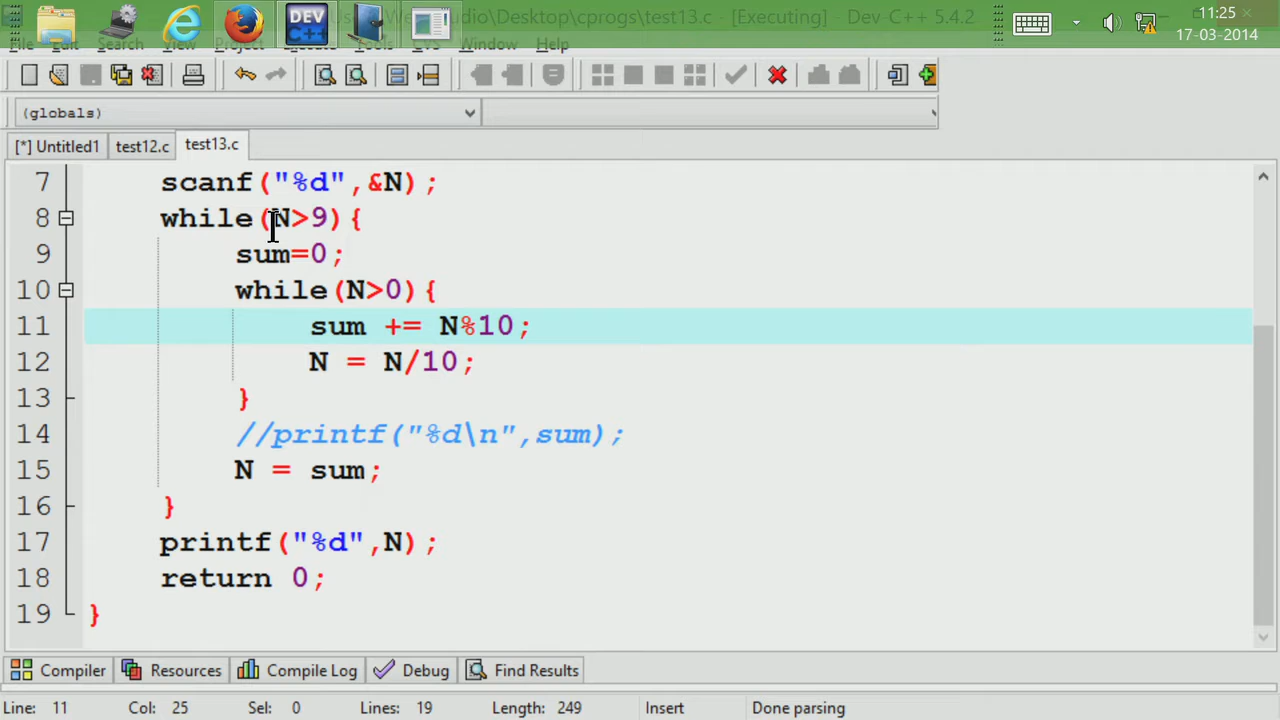 udio\Desktop\cprogs\test13.c [Executing] - Dev-C++ 5.4.2
11:25
17-03-2014
DEV C++
File Edit Search View Project Execute Tools CVS Window Help
(globals)
[*] Untitled1 test12.c test13.c
7 scanf("%d",&N);
8 while(N>9){
9 sum=0;
10 while(N>0){
11 sum += N%10;
12 N = N/10;
13 }
14 //printf("%d\n",sum);
15 N = sum;
16 }
17 printf("%d",N);
18 return 0;
19 }
Compiler Resources Compile Log Debug Find Results
Line: 11 Col: 25 Sel: 0 Lines: 19 Length: 249 Insert Done parsing